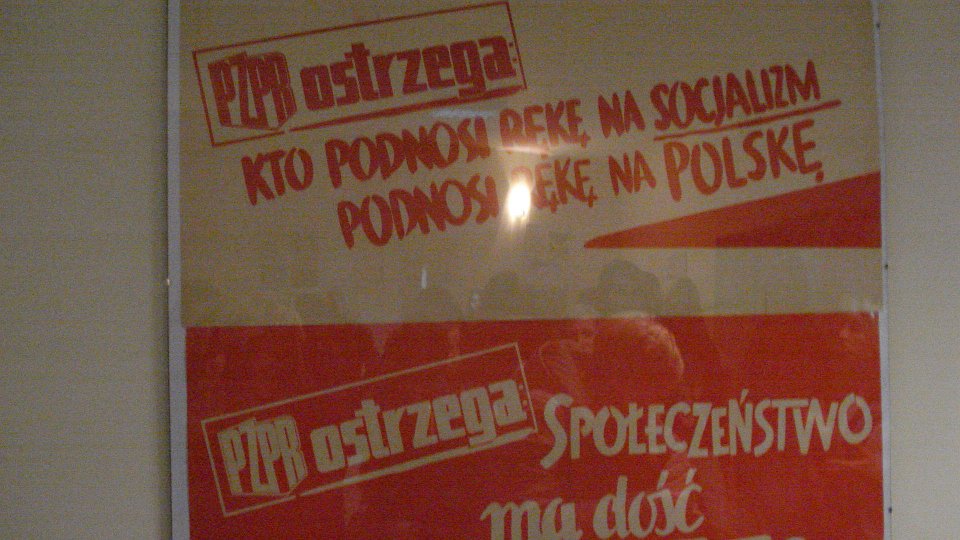 PZPR ostrzega:
KTO PODNOSI RĘKĘ NA SOCJALIZM
PODNOSI RĘKĘ NA POLSKĘ
PZPR ostrzega:
SPOŁECZEŃSTWO
ma dość